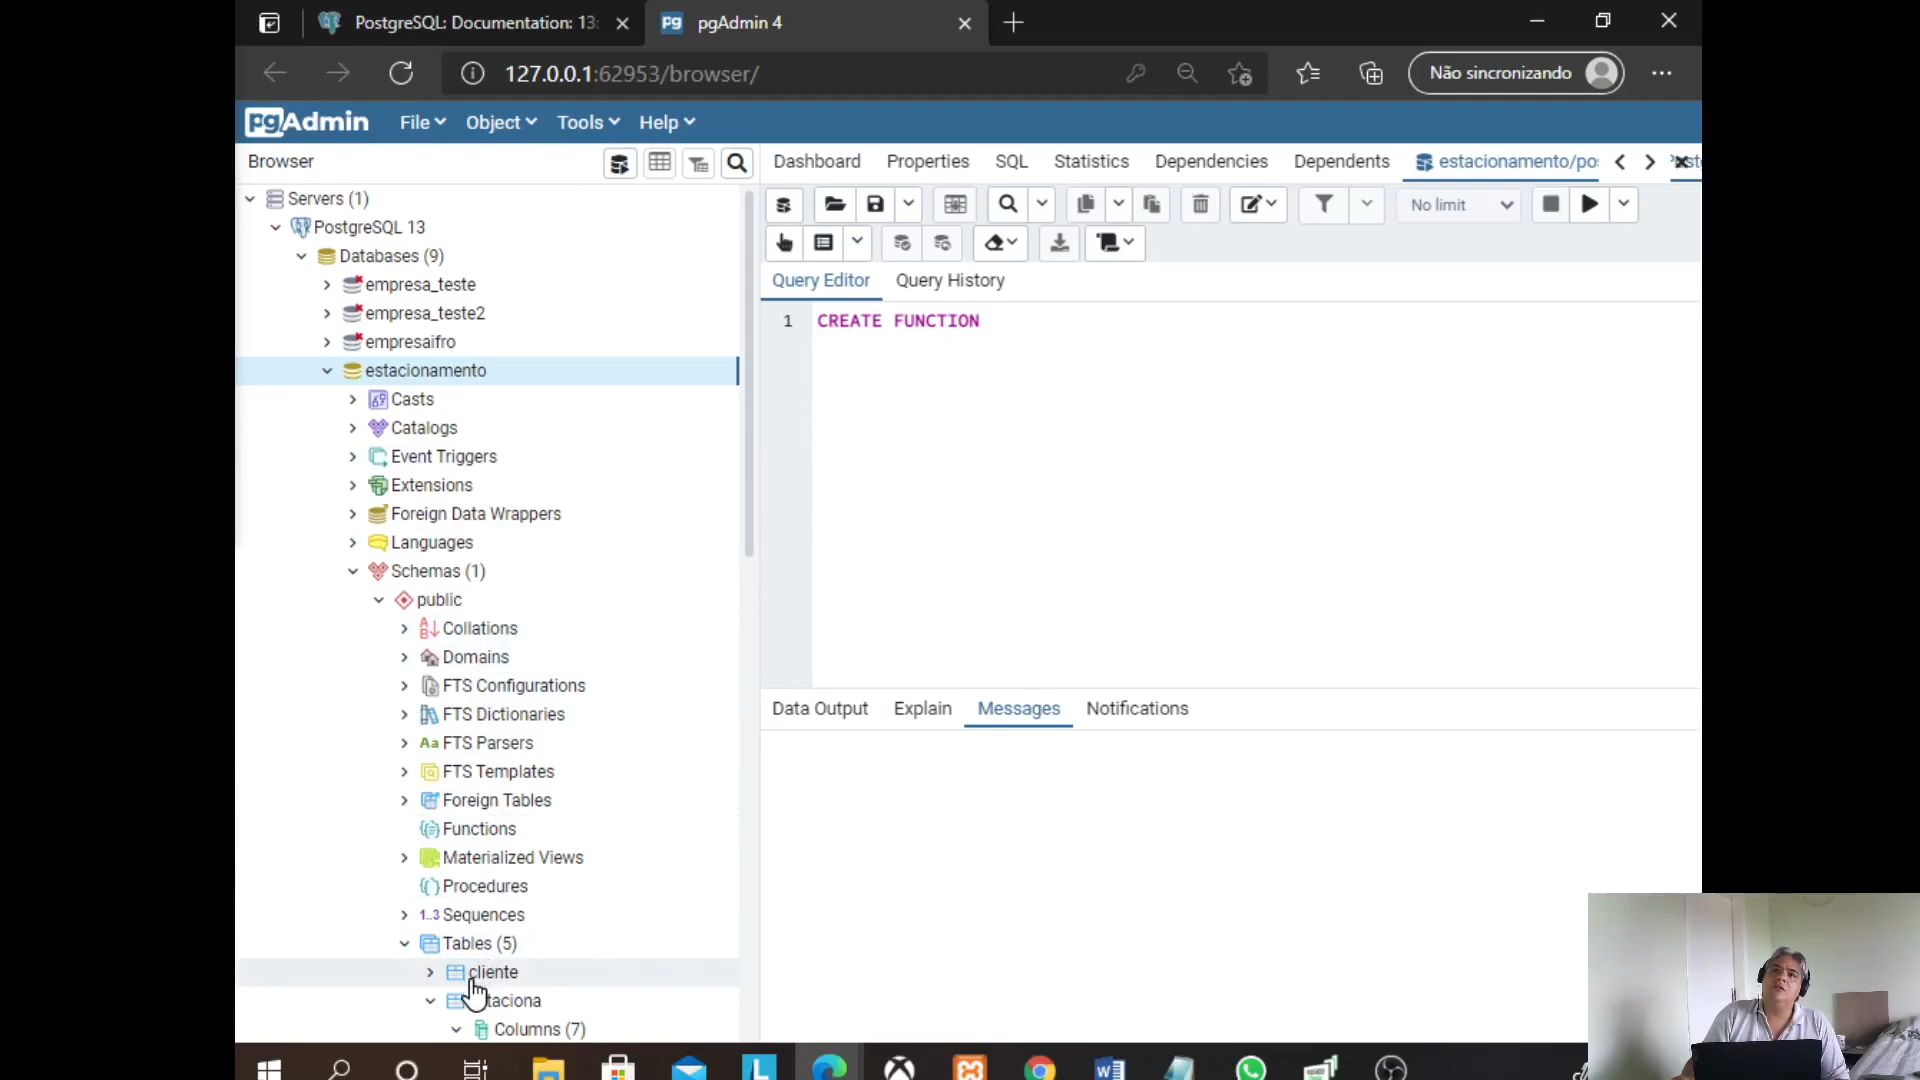 PostgreSQL: Documentation: 13:
pgAdmin 4
127.0.0.1:62953/browser/
Não sincronizando
pgAdmin
File
Object
Tools
Help
Browser
Dashboard
Properties
SQL
Statistics
Dependencies
Dependents
estacionamento/po
No limit
Query Editor
Query History
1 CREATE FUNCTION
Servers (1)
PostgreSQL 13
Databases (9)
empresa_teste
empresa_teste2
empresaifro
estacionamento
Casts
Catalogs
Event Triggers
Extensions
Foreign Data Wrappers
Languages
Schemas (1)
public
Collations
Domains
FTS Configurations
FTS Dictionaries
FTS Parsers
FTS Templates
Foreign Tables
Functions
Materialized Views
Procedures
Sequences
Tables (5)
cliente
taciona
Columns (7)
Data Output
Explain
Messages
Notifications